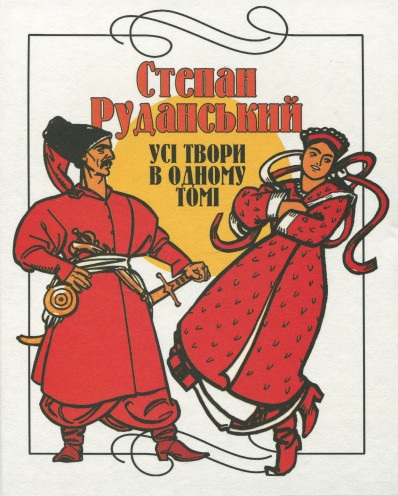 Степан
Руданський
УСІ ТВОРИ
В ОДНОМУ
ТОМІ